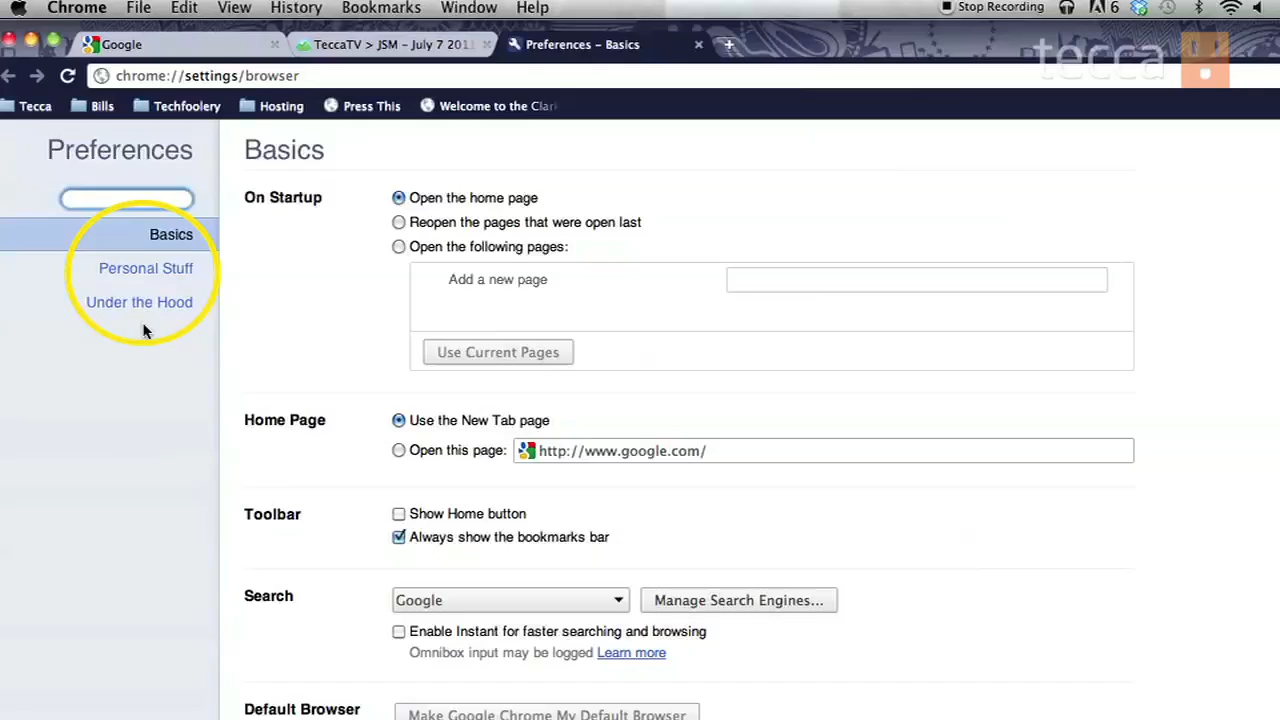 Chrome File Edit View History Bookmarks Window Help Stop Recording 6
Google TeccaTV > JSM - July 7 201 Preferences – Basics
chrome://settings/browser
tecca
Tecca Bills Techfoolery Hosting Press This Welcome to the Clar
Preferences
Basics
Personal Stuff
Under the Hood
Basics
On Startup
Open the home page
Reopen the pages that were open last
Open the following pages:
Add a new page
Use Current Pages
Home Page
Use the New Tab page
Open this page: http://www.google.com/
Toolbar
Show Home button
Always show the bookmarks bar
Search
Google Manage Search Engines...
Enable Instant for faster searching and browsing
Omnibox input may be logged Learn more
Default Browser
Make Google Chrome My Default Browser